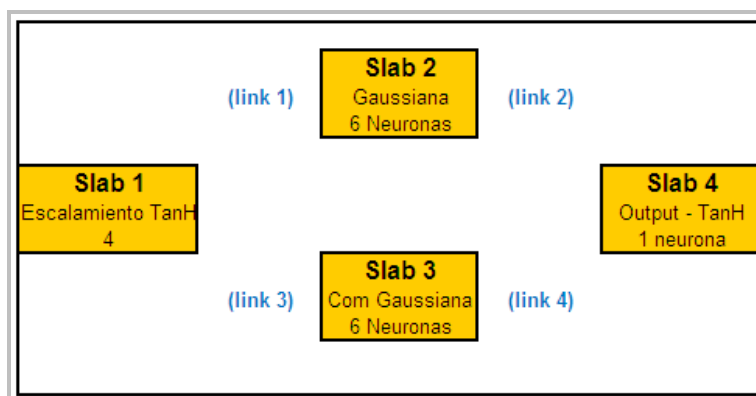 Slab 2
(link 1)
Gaussiana
(link 2)
6 Neuronas
Slab 1
Escalamiento TanH
4
Slab 4
Output - TanH
1 neurona
Slab 3
(link 3)
Com Gaussiana
(link 4)
6 Neuronas